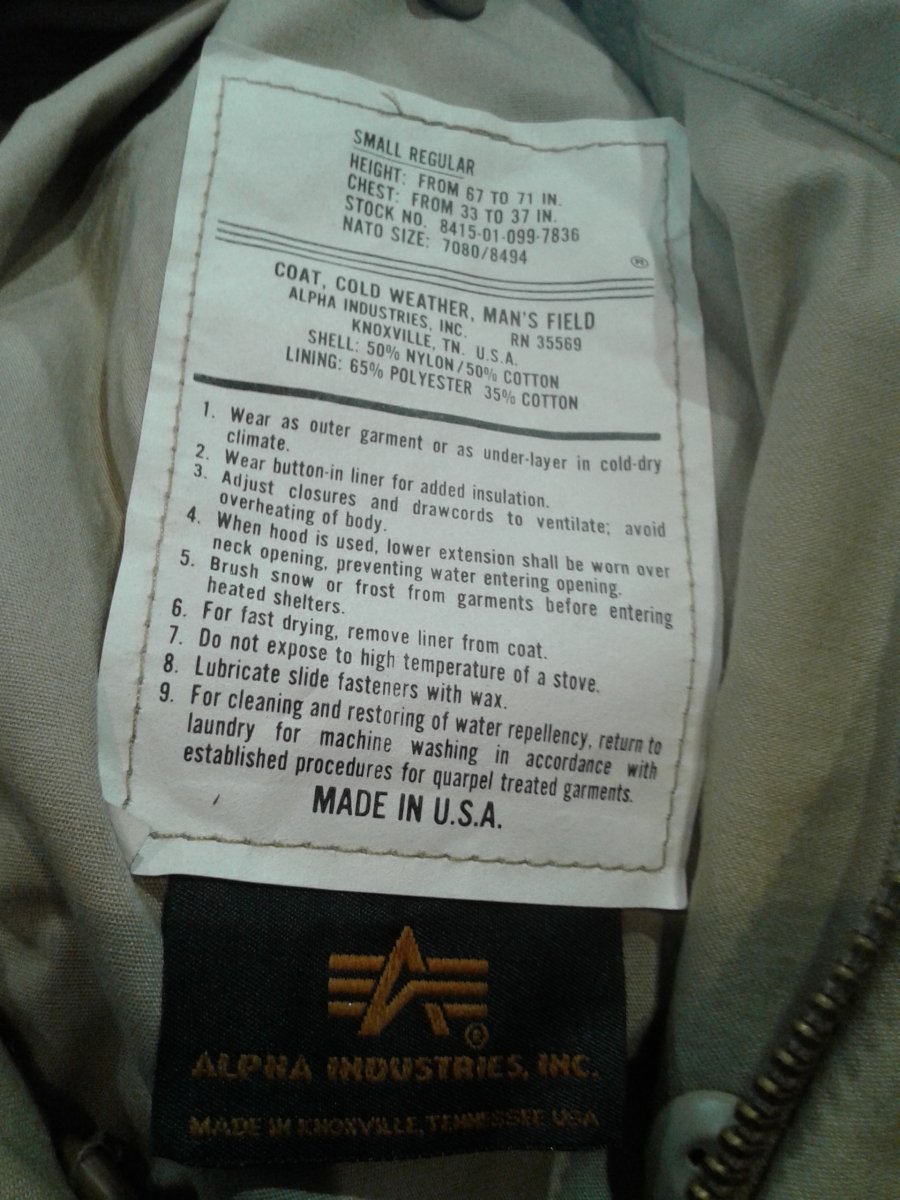 SMALL REGULAR
HEIGHT: FROM 67 TO 71 IN.
CHEST: FROM 33 TO 37 IN.
STOCK NO. 8415-01-099-7836
NATO SIZE: 7080/8494
®
COAT, COLD WEATHER, MAN'S FIELD
ALPHA INDUSTRIES, INC. RN 35569
KNOXVILLE, TN. U.S.A.
SHELL: 50% NYLON/50% COTTON
LINING: 65% POLYESTER 35% COTTON
1. Wear as outer garment or as under-layer in cold-dry
climate.
2. Wear button-in liner for added insulation.
3. Adjust closures and drawcords to ventilate; avoid
overheating of body.
4. When hood is used, lower extension shall be worn over
neck opening, preventing water entering opening.
5. Brush snow or frost from garments before entering
heated shelters.
6. For fast drying, remove liner from coat.
7. Do not expose to high temperature of a stove.
8. Lubricate slide fasteners with wax.
9. For cleaning and restoring of water repellency, return to
laundry for machine washing in accordance with
established procedures for quarpel treated garments.
MADE IN U.S.A.
®
ALPHA INDUSTRIES, INC.
MADE IN KNOXVILLE, TENNESSEE USA